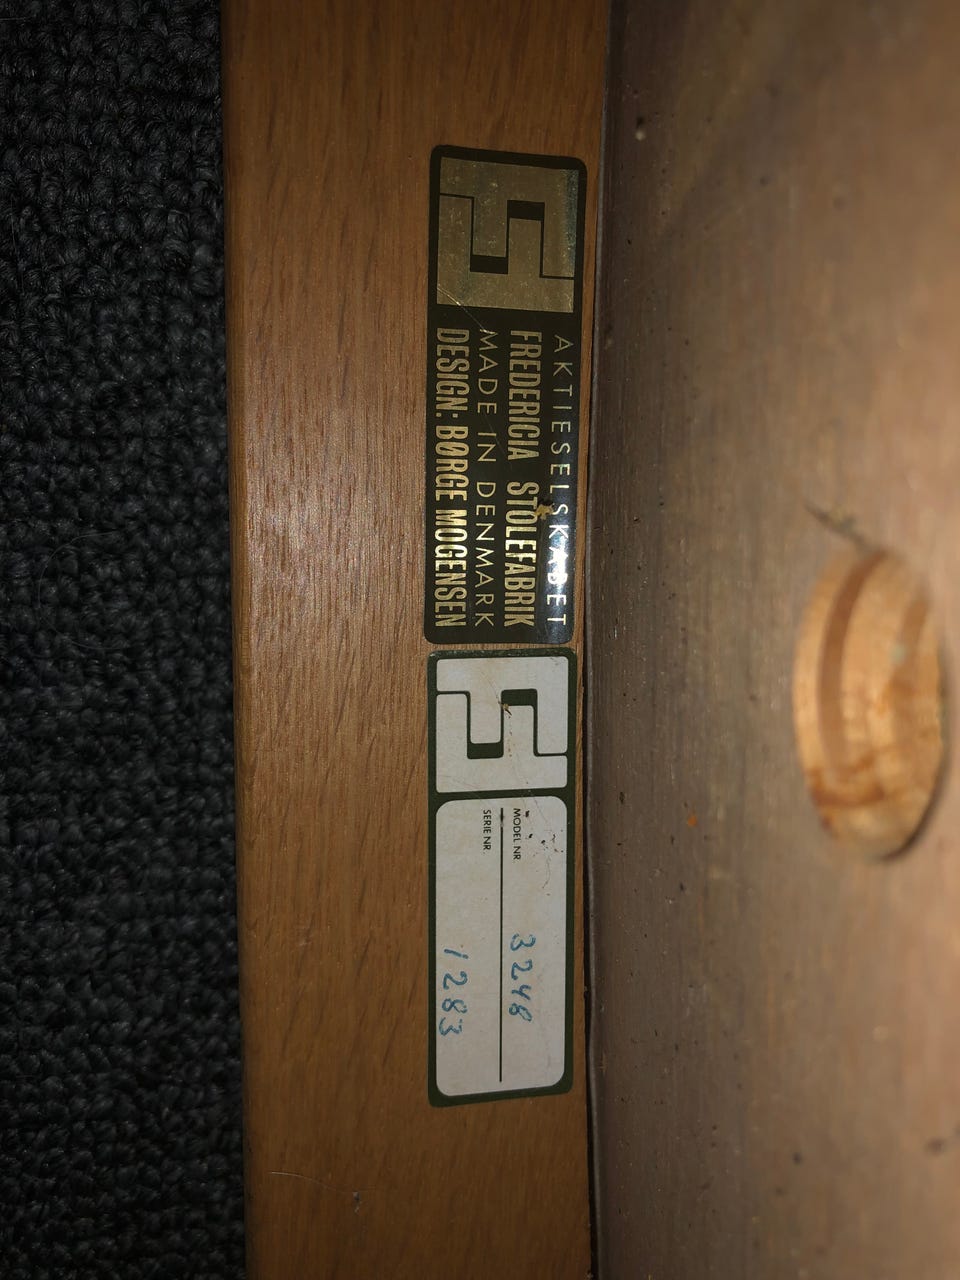 AKTIESELSKABET
FREDERICIA STOLEFABRIK
MADE IN DENMARK
DESIGN: BØRGE MOGENSEN
MODEL NR. 3248
SERIE NR. 1283